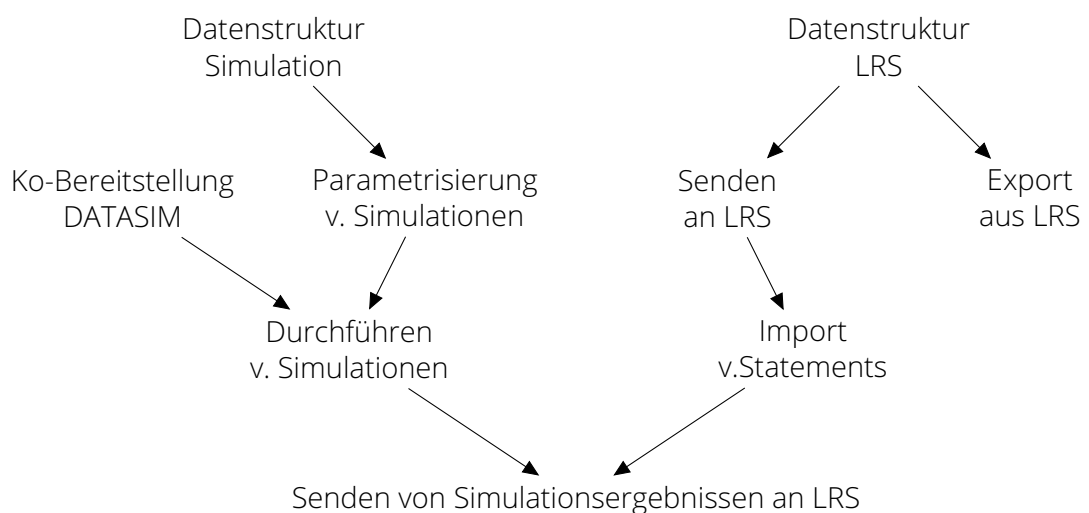 Datenstruktur
Simulation
Datenstruktur
LRS
Ko-Bereitstellung
DATASIM
Parametrisierung
v. Simulationen
Senden
an LRS
Export
aus LRS
Durchführen
v. Simulationen
Import
v.Statements
Senden von Simulationsergebnissen an LRS